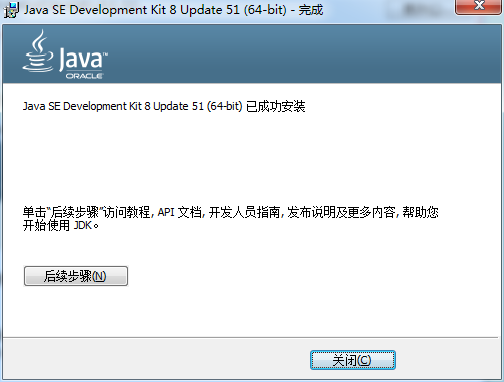 Java SE Development Kit 8 Update 51 (64-bit) - 完成
Java™
ORACLE
Java SE Development Kit 8 Update 51 (64-bit) 已成功安装
单击“后续步骤”访问教程, API 文档, 开发人员指南, 发布说明及更多内容, 帮助您
开始使用 JDK。
后续步骤(N)
关闭(C)